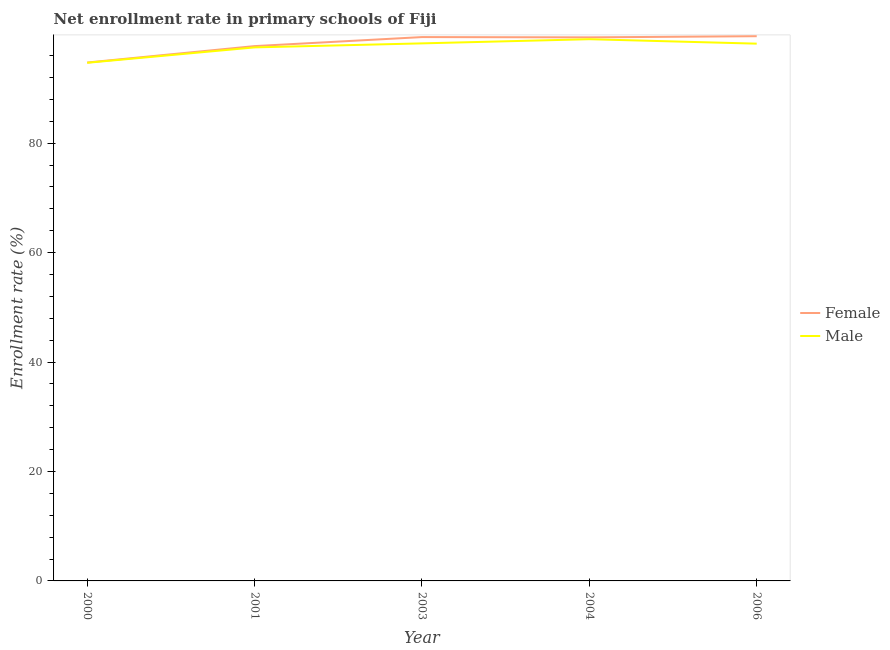 Net enrollment rate in primary schools of Fiji
Enrollment rate (%)
80
60
40
20
0
2000
2001
2003
2004
2006
Year
Female
Male